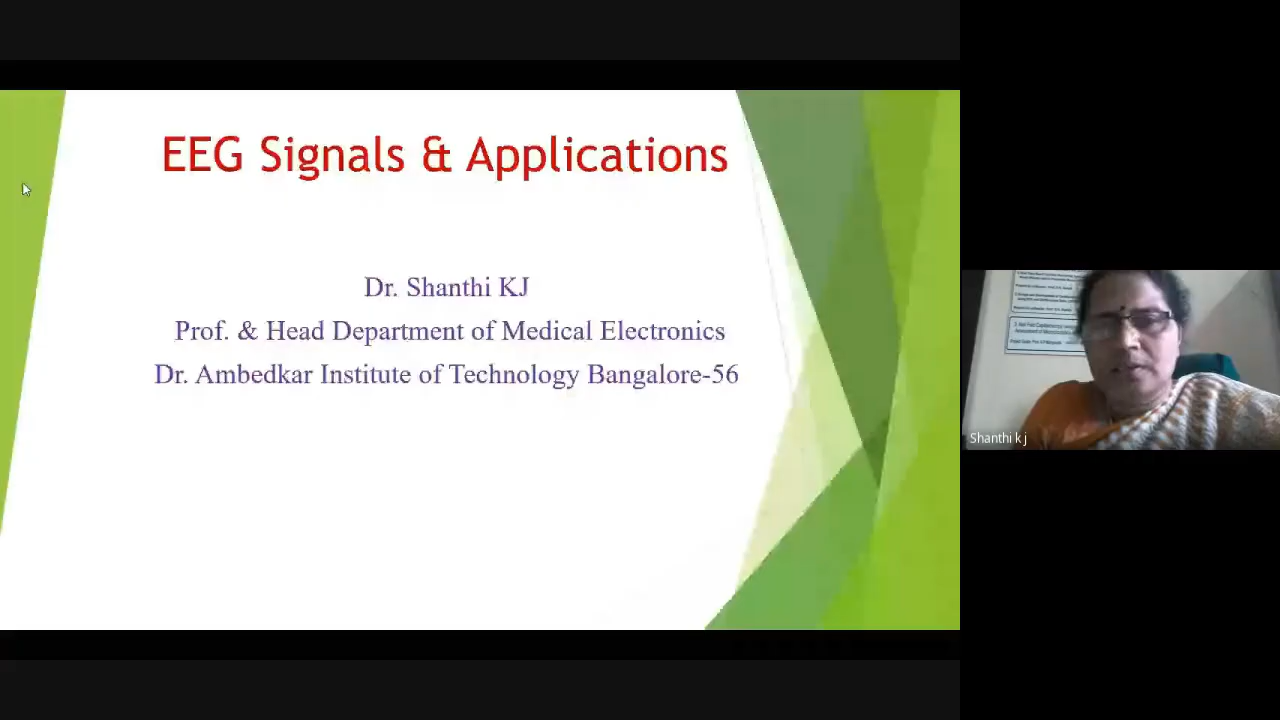 EEG Signals & Applications
Dr. Shanthi KJ
Prof. & Head Department of Medical Electronics
Dr. Ambedkar Institute of Technology Bangalore-56
Shanthi k j